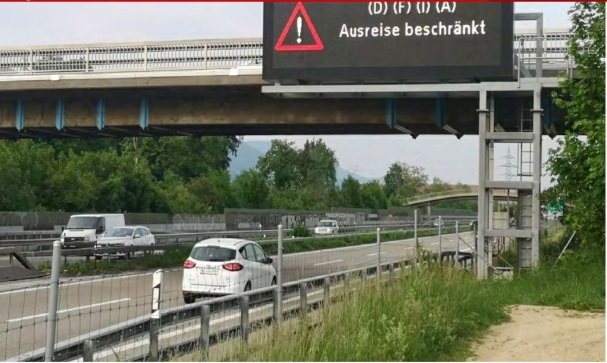 (D) (F) (I) (A)
Ausreise beschränkt